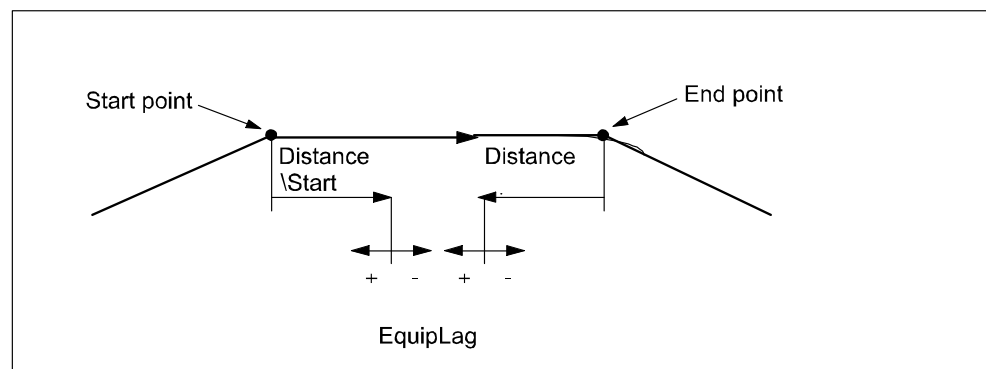 Start point
End point
Distance
\Start
Distance
+ - + -
EquipLag